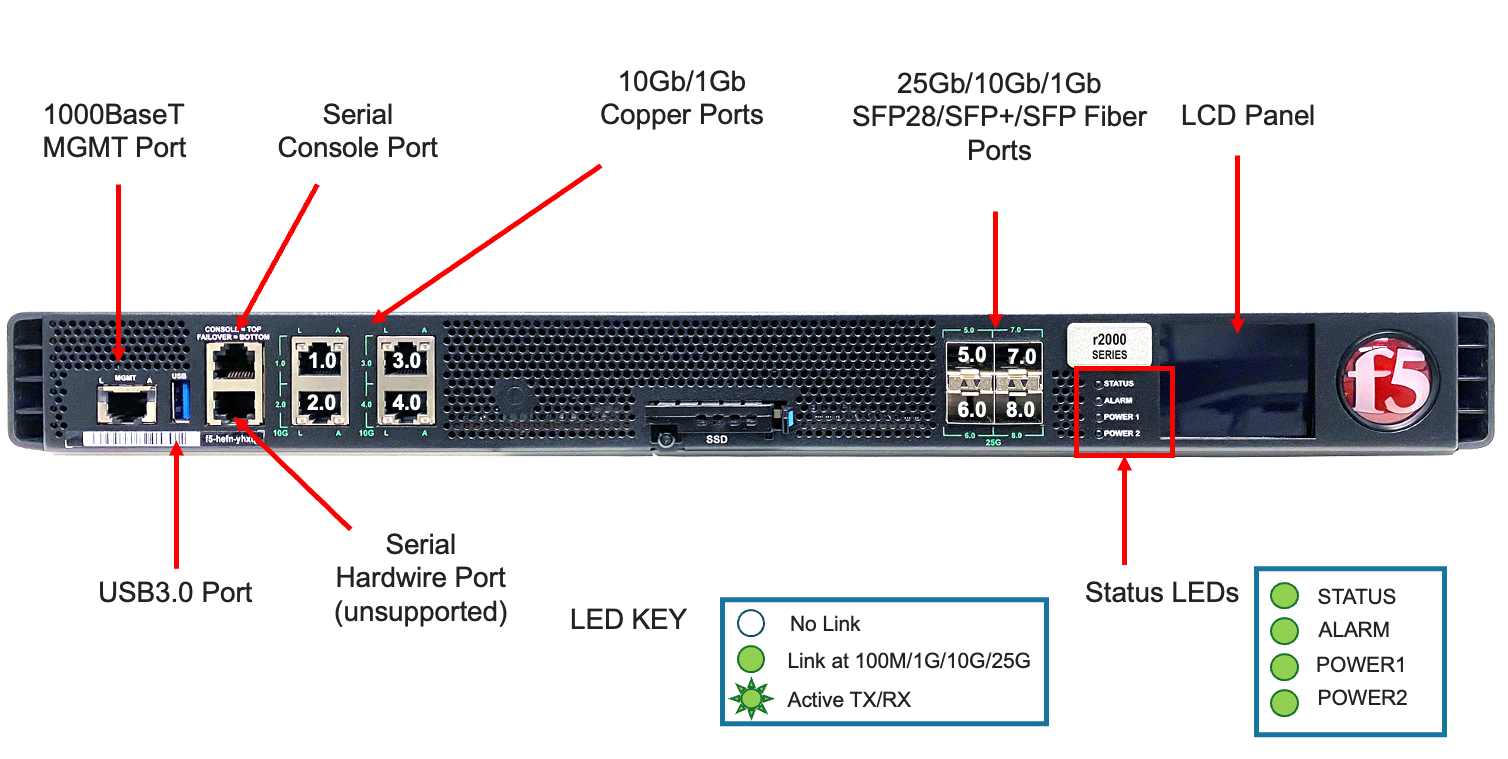 1000BaseT
MGMT Port
Serial
Console Port
10Gb/1Gb
Copper Ports
25Gb/10Gb/1Gb
SFP28/SFP+/SFP Fiber
Ports
LCD Panel
CONSOLE = TOP
FAILOVER = BOTTOM
L MGMT A
USB
L A
1.0 1.0
2.0 2.0
10G L A
L A
3.0 3.0
4.0 4.0
10G L A
SSD
5.0 7.0
5.0 7.0
6.0 8.0
6.0 8.0
25G
r2000
SERIES
STATUS
ALARM
POWER 1
POWER 2
f5
USB3.0 Port
Serial
Hardwire Port
(unsupported)
LED KEY
No Link
Link at 100M/1G/10G/25G
Active TX/RX
Status LEDs
STATUS
ALARM
POWER1
POWER2